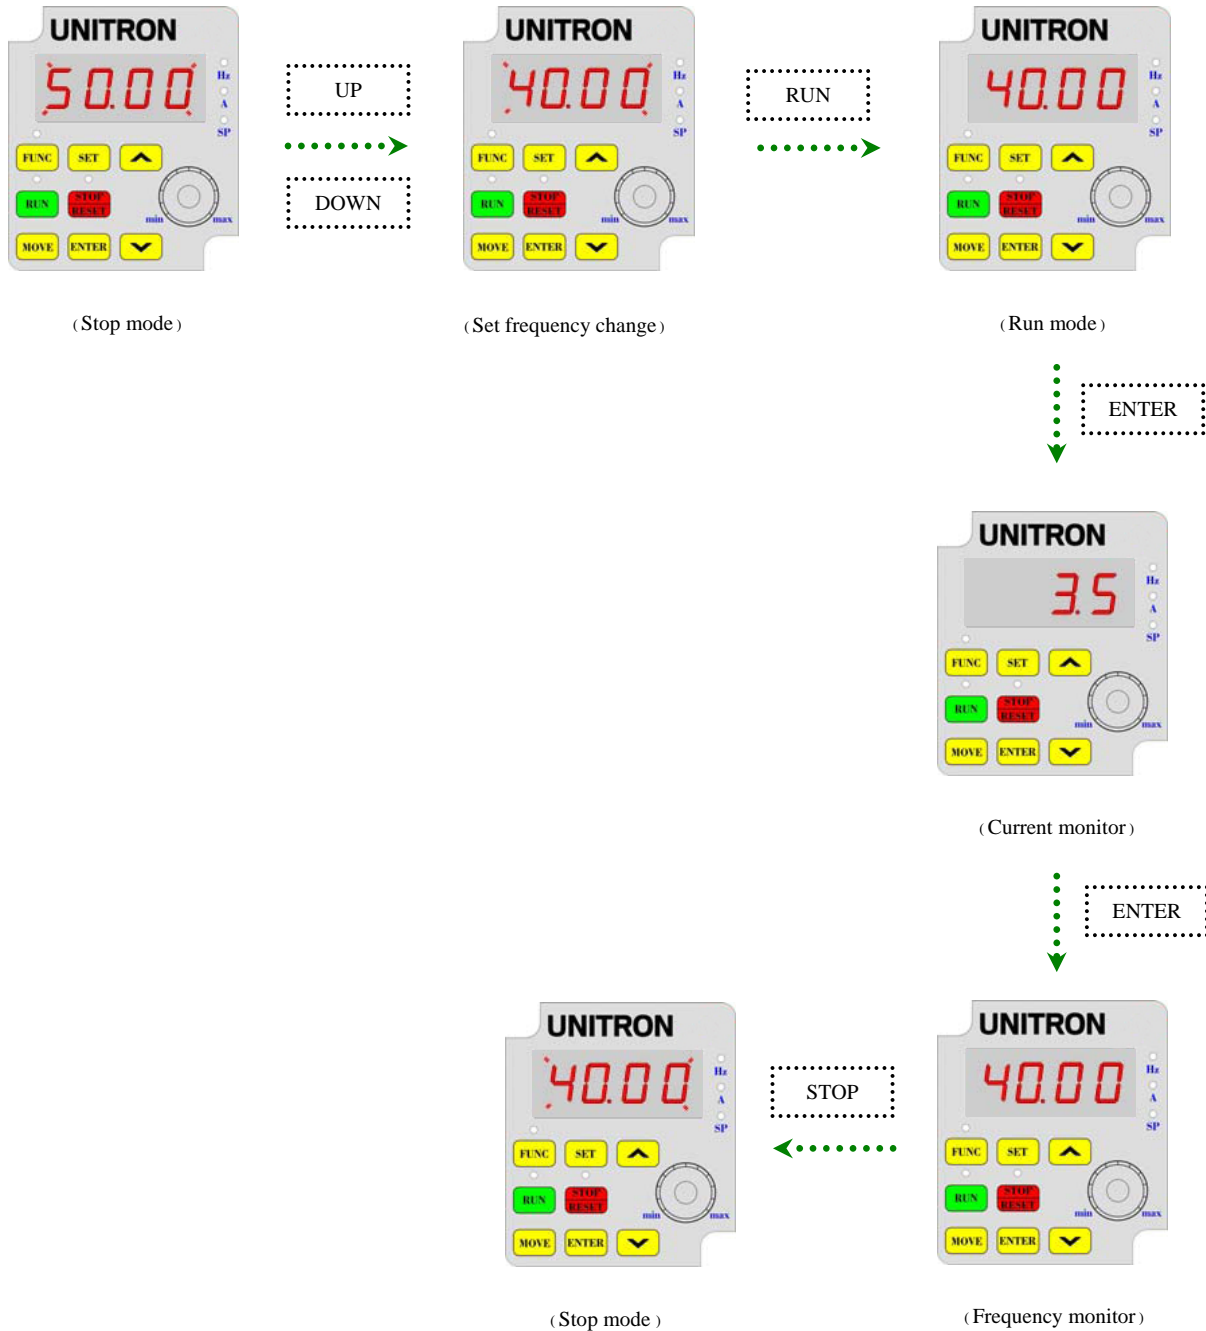 UNITRON
50.00
Hz
A
SP
FUNC SET
RUN STOP
RESET
min max
MOVE ENTER
(Stop mode)
UP
DOWN
UNITRON
40.00
Hz
A
SP
FUNC SET
RUN STOP
RESET
min max
MOVE ENTER
(Set frequency change)
RUN
UNITRON
40.00
Hz
A
SP
FUNC SET
RUN STOP
RESET
min max
MOVE ENTER
(Run mode)
ENTER
UNITRON
3.5
Hz
A
SP
FUNC SET
RUN STOP
RESET
min max
MOVE ENTER
(Current monitor)
ENTER
UNITRON
40.00
Hz
A
SP
FUNC SET
RUN STOP
RESET
min max
MOVE ENTER
(Frequency monitor)
STOP
UNITRON
40.00
Hz
A
SP
FUNC SET
RUN STOP
RESET
min max
MOVE ENTER
(Stop mode)